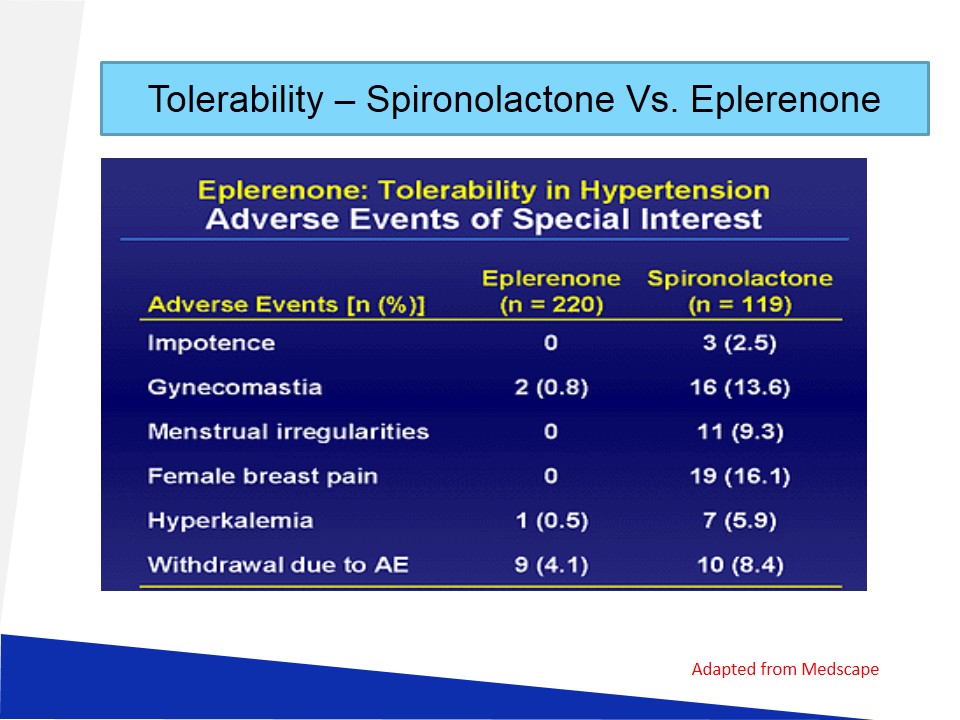 Tolerability – Spironolactone Vs. Eplerenone
Eplerenone: Tolerability in Hypertension
Adverse Events of Special Interest
Adverse Events [n (%)] Eplerenone (n = 220) Spironolactone (n = 119)
Impotence 0 3 (2.5)
Gynecomastia 2 (0.8) 16 (13.6)
Menstrual irregularities 0 11 (9.3)
Female breast pain 0 19 (16.1)
Hyperkalemia 1 (0.5) 7 (5.9)
Withdrawal due to AE 9 (4.1) 10 (8.4)
Adapted from Medscape